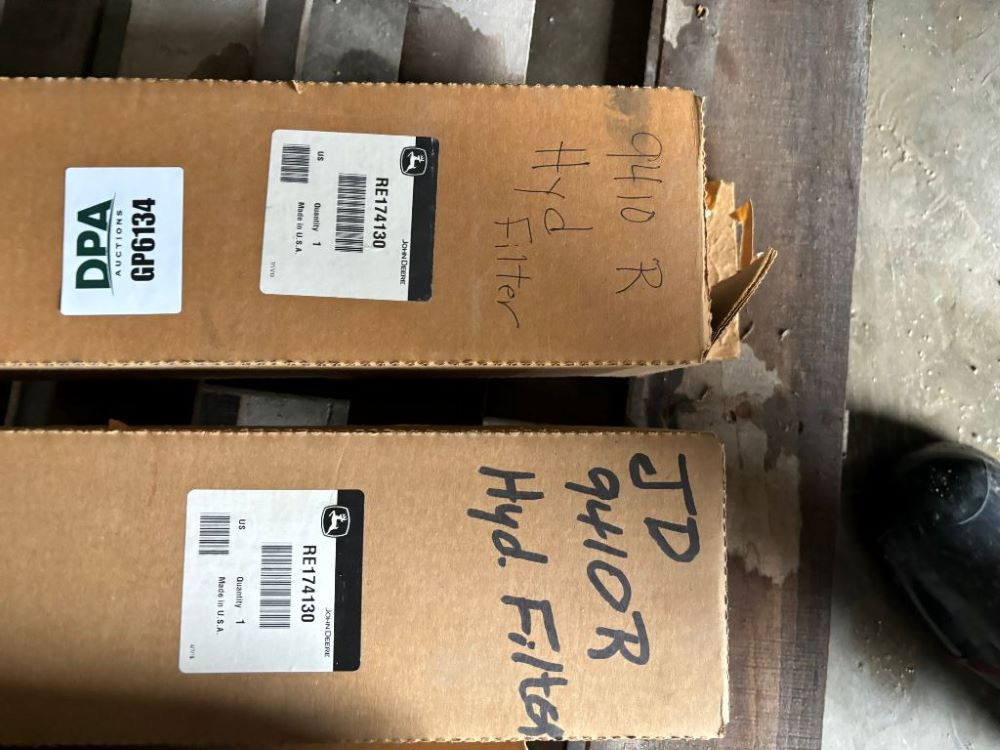 9410 R
Hyd
Filter
JOHN DEERE
RE174130
Quantity 1
US
Made in U.S.A.
DPA
AUCTIONS
GP6134
JD
9410R
Hyd. Filter
JOHN DEERE
RE174130
Quantity 1
US
Made in U.S.A.